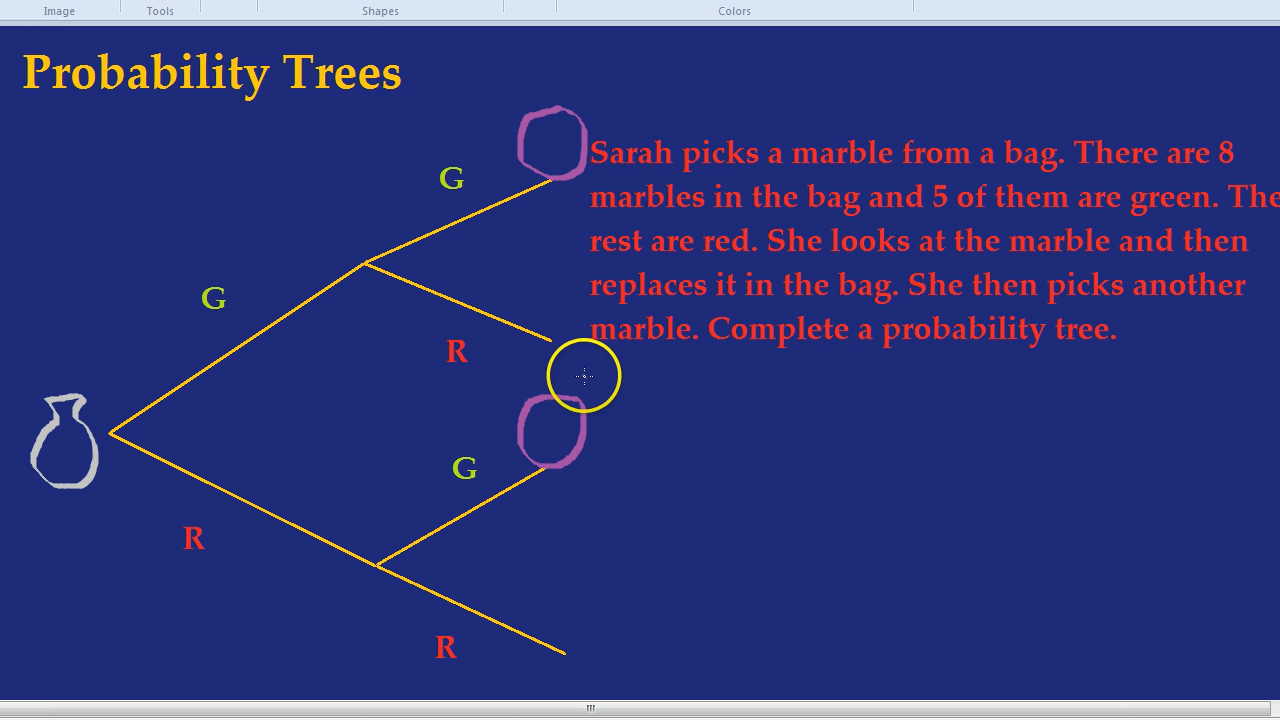 Image Tools Shapes Colors
Probability Trees
Sarah picks a marble from a bag. There are 8
marbles in the bag and 5 of them are green. The
rest are red. She looks at the marble and then
replaces it in the bag. She then picks another
marble. Complete a probability tree.
G
G
R
G
R
R